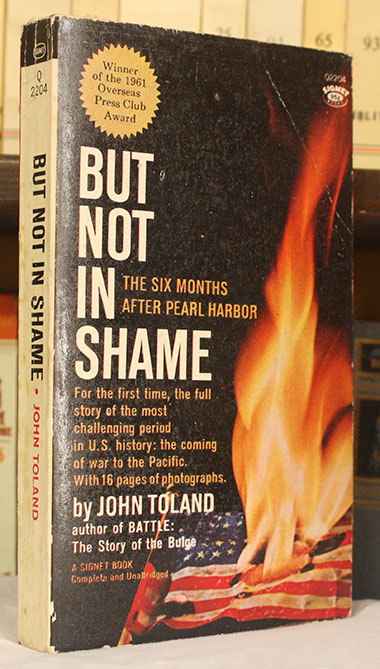 SIGNET
Q
2204
BUT NOT IN SHAME • JOHN TOLAND
Winner
of the 1961
Overseas
Press Club
Award
Q2204
SIGNET
BUT
NOT
IN
SHAME
THE SIX MONTHS
AFTER PEARL HARBOR
For the first time, the full
story of the most
challenging period
in U.S. history: the coming
of war to the Pacific.
With 16 pages of photographs.
by JOHN TOLAND
author of BATTLE:
The Story of the Bulge
A SIGNET BOOK
Complete and Unabridged
65
93